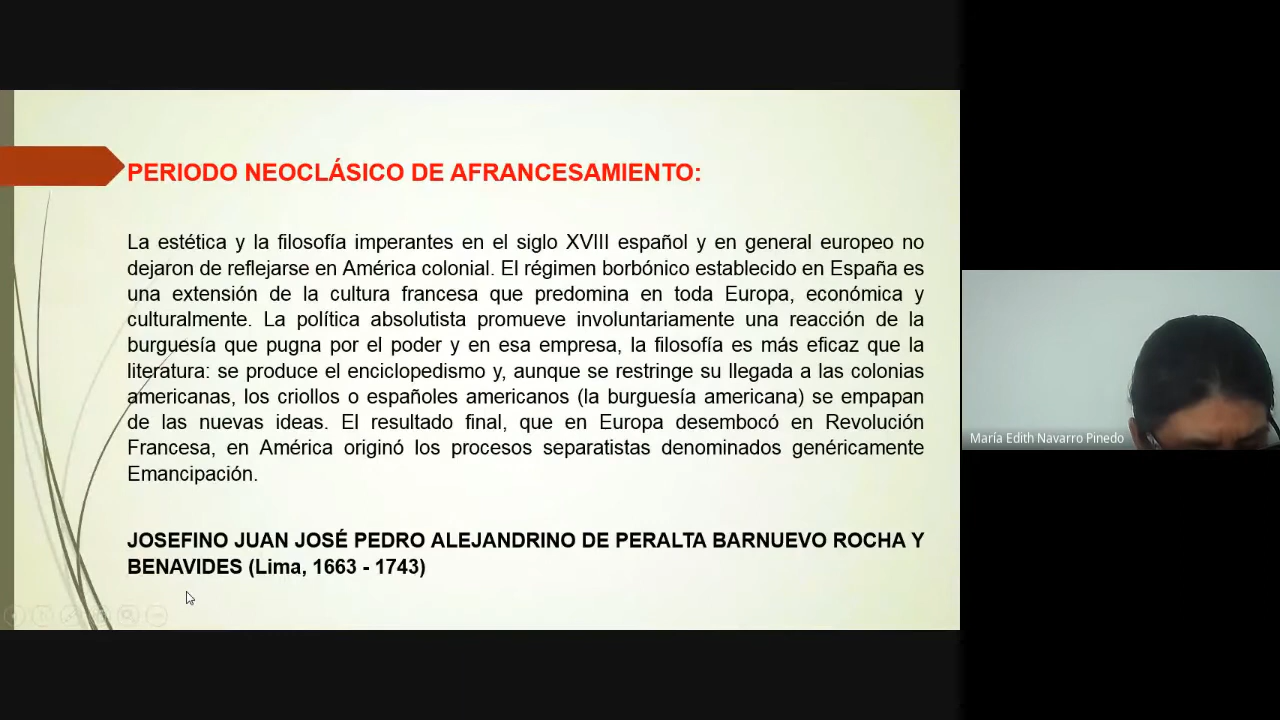 PERIODO NEOCLÁSICO DE AFRANCESAMIENTO:
La estética y la filosofía imperantes en el siglo XVIII español y en general europeo no
dejaron de reflejarse en América colonial. El régimen borbónico establecido en España es
una extensión de la cultura francesa que predomina en toda Europa, económica y
culturalmente. La política absolutista promueve involuntariamente una reacción de la
burguesía que pugna por el poder y en esa empresa, la filosofía es más eficaz que la
literatura: se produce el enciclopedismo y, aunque se restringe su llegada a las colonias
americanas, los criollos o españoles americanos (la burguesía americana) se empapan
de las nuevas ideas. El resultado final, que en Europa desembocó en Revolución
Francesa, en América originó los procesos separatistas denominados genéricamente
Emancipación.
JOSEFINO JUAN JOSÉ PEDRO ALEJANDRINO DE PERALTA BARNUEVO ROCHA Y
BENAVIDES (Lima, 1663 - 1743)
María Edith Navarro Pinedo